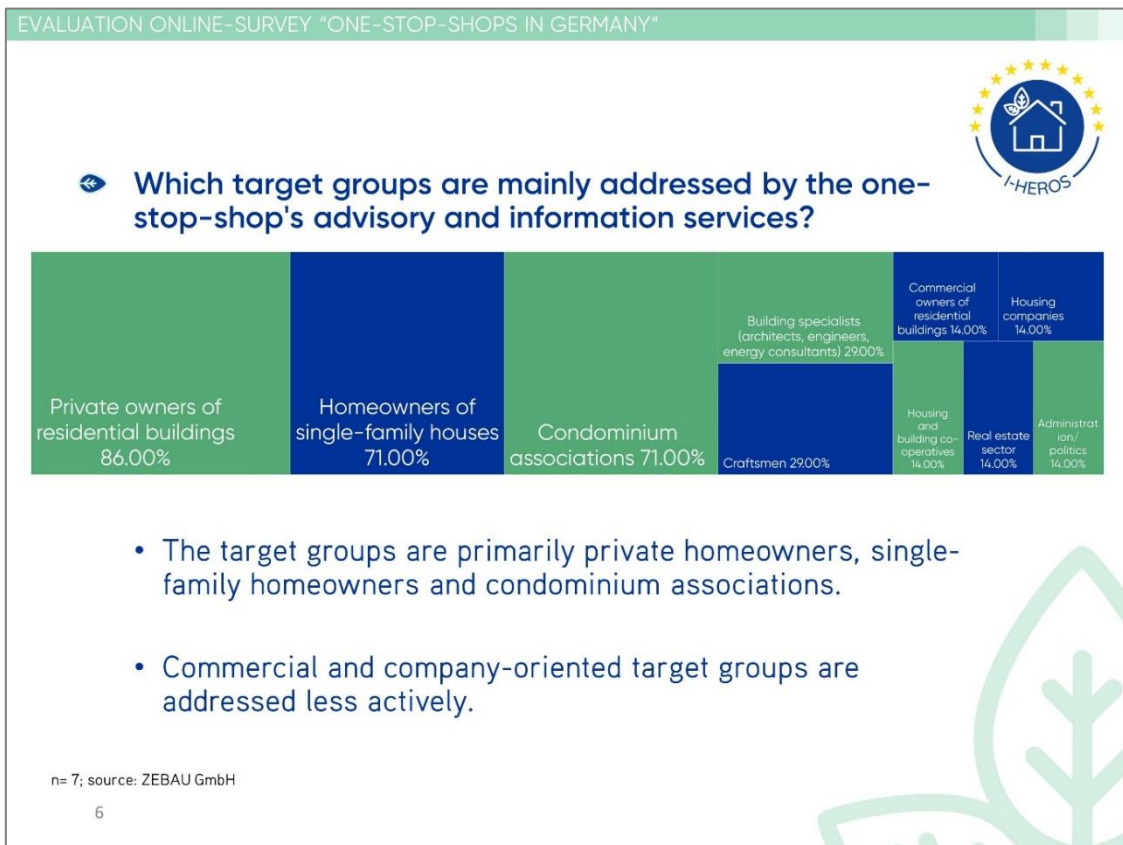 EVALUATION ONLINE-SURVEY "ONE-STOP-SHOPS IN GERMANY"
I-HEROS
Which target groups are mainly addressed by the one-
stop-shop's advisory and information services?
Private owners of
residential buildings
86.00%
Homeowners of
single-family houses
71.00%
Condominium
associations 71.00%
Building specialists
(architects, engineers,
energy consultants) 29.00%
Craftsmen 29.00%
Commercial
owners of
residential
buildings 14.00%
Housing
companies
14.00%
Housing
and
building co-
operatives
14.00%
Real estate
sector
14.00%
Administrat
ion/
politics
14.00%
• The target groups are primarily private homeowners, single-
family homeowners and condominium associations.
• Commercial and company-oriented target groups are
addressed less actively.
n= 7; source: ZEBAU GmbH
6